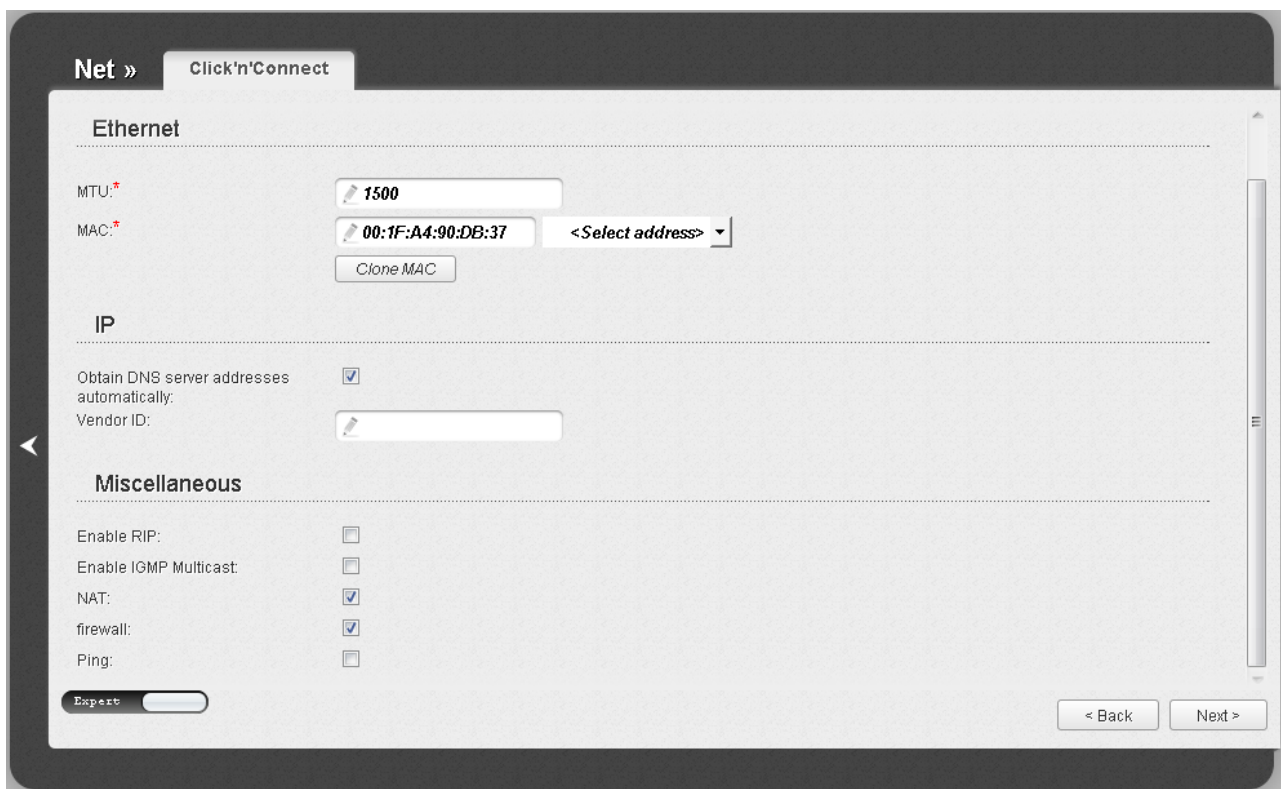 Net »
Click'n'Connect
Ethernet
MTU:*
1500
MAC:*
00:1F:A4:90:DB:37
<Select address>
Clone MAC
IP
Obtain DNS server addresses
automatically:
Vendor ID:
Miscellaneous
Enable RIP:
Enable IGMP Multicast:
NAT:
firewall:
Ping:
Expert
< Back
Next >